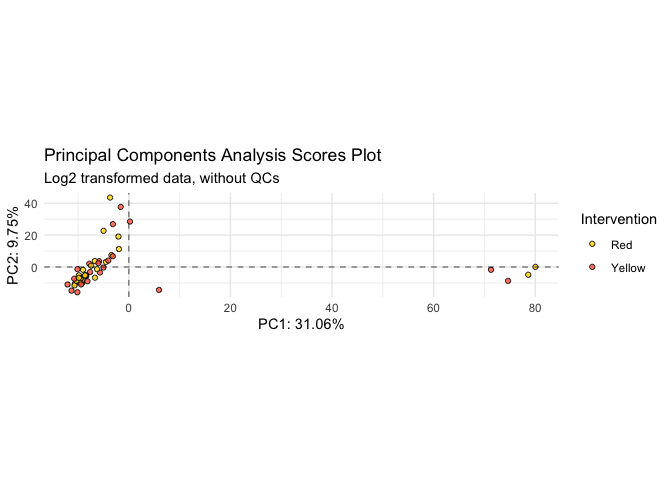 Principal Components Analysis Scores Plot
Log2 transformed data, without QCs
40
20
0
PC2: 9.75%
0
20
40
60
80
PC1: 31.06%
Intervention
Red
Yellow